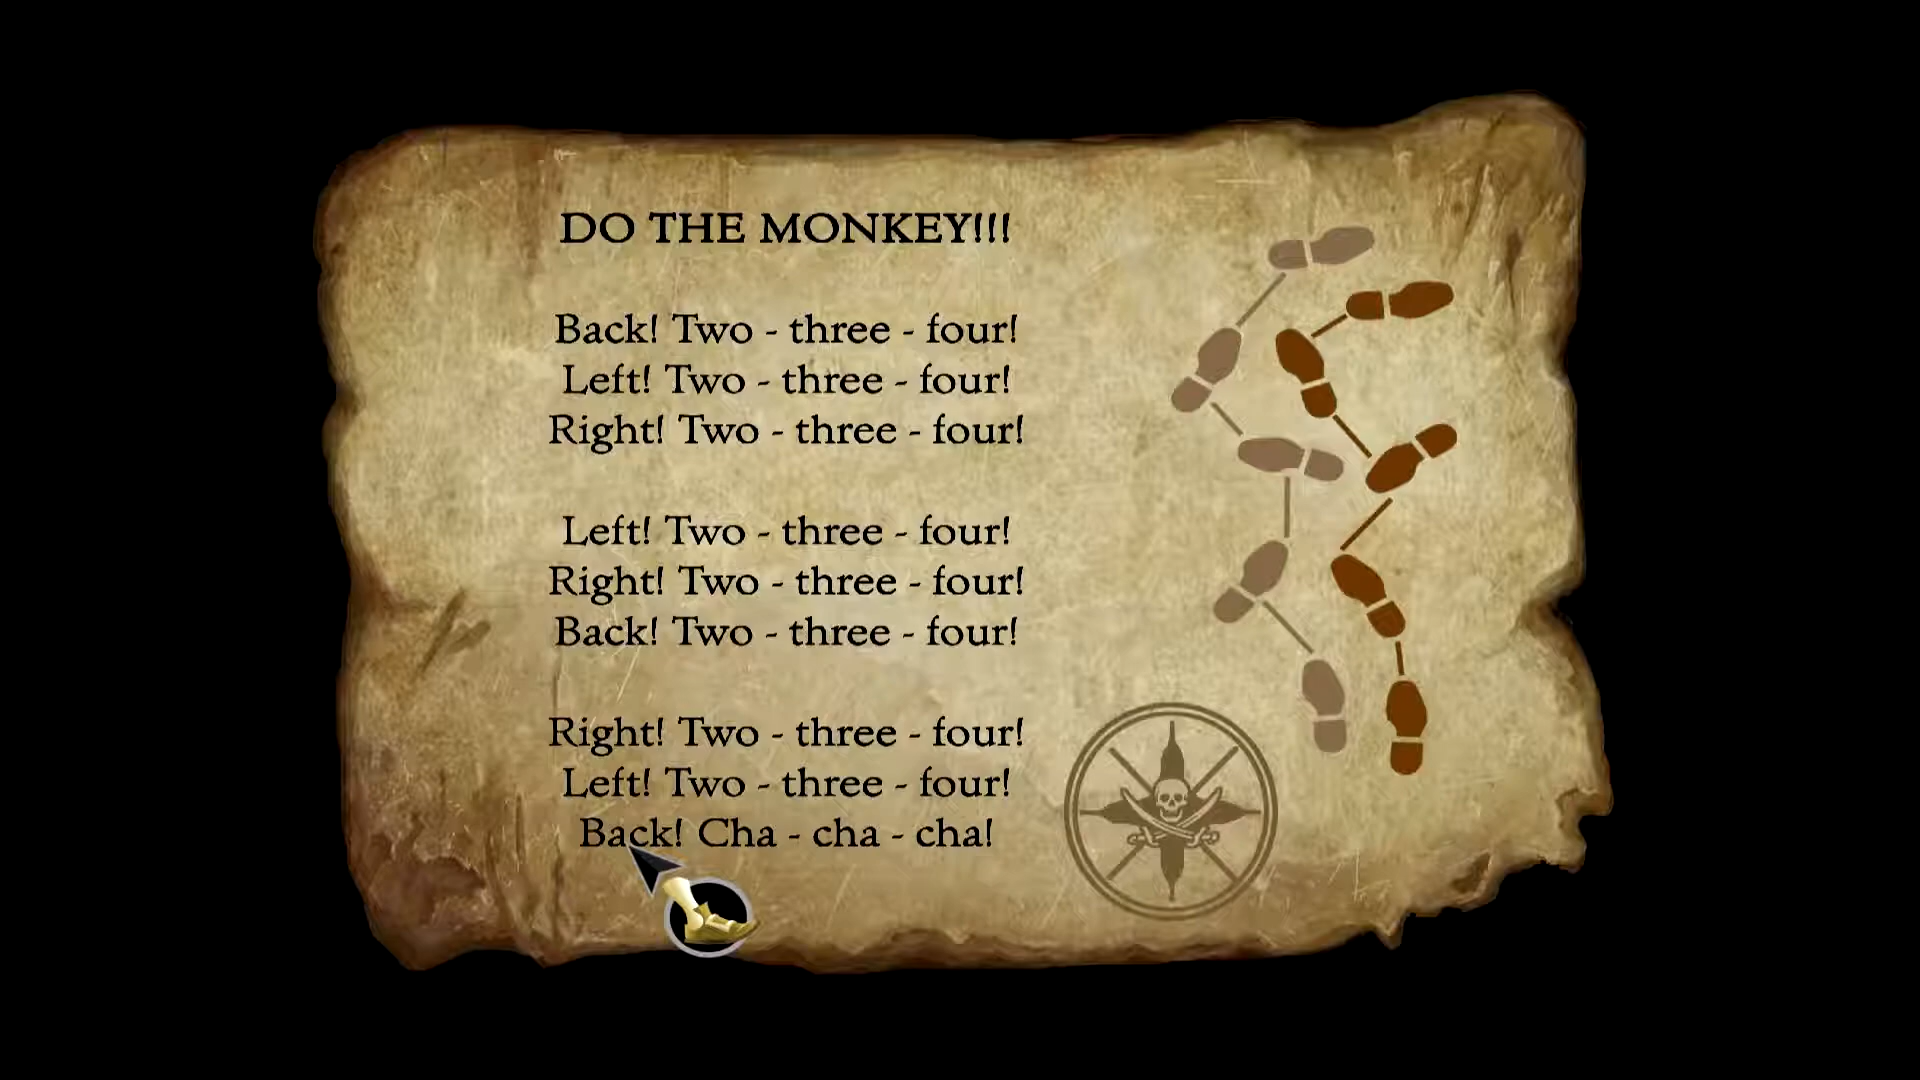 DO THE MONKEY!!!
Back! Two - three - four!
Left! Two - three - four!
Right! Two - three - four!
Left! Two - three - four!
Right! Two - three - four!
Back! Two - three - four!
Right! Two - three - four!
Left! Two - three - four!
Back! Cha - cha - cha!